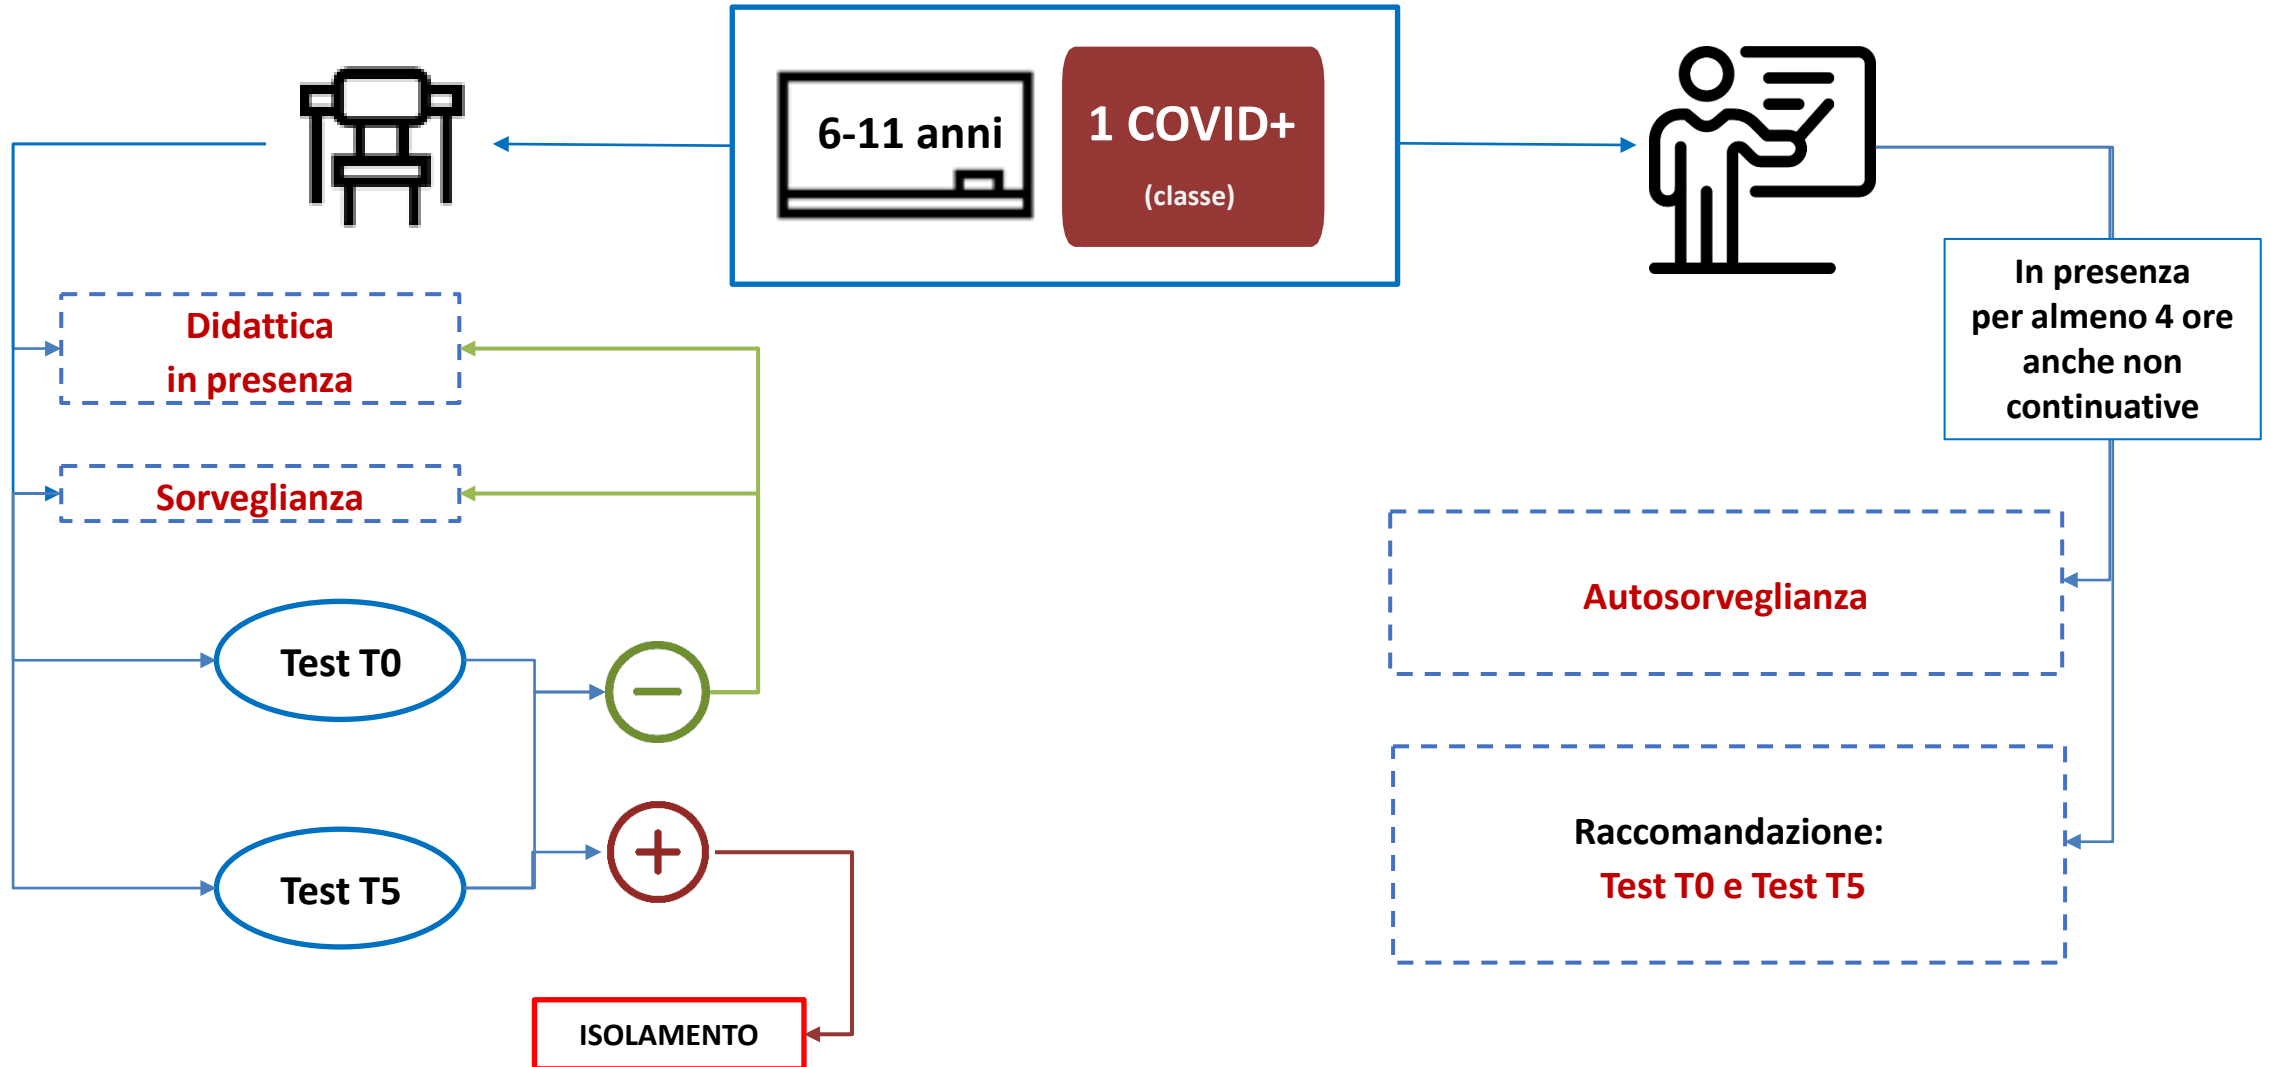 6-11 anni
1 COVID+
(classe)
In presenza
per almeno 4 ore
anche non
continuative
Didattica
in presenza
Sorveglianza
Autosorveglianza
Test T0
Raccomandazione:
Test T0 e Test T5
Test T5
ISOLAMENTO